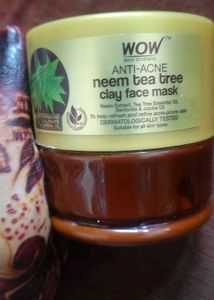 WOW
SKIN SCIENCE
ANTI-ACNE
neem tea tree
clay face mask
Neem Extract, Tea Tree Essential Oil,
Bentonite & Jojoba Oil
To help refresh and refine acne-prone skin
DERMATOLOGICALLY TESTED
Suitable for all skin types